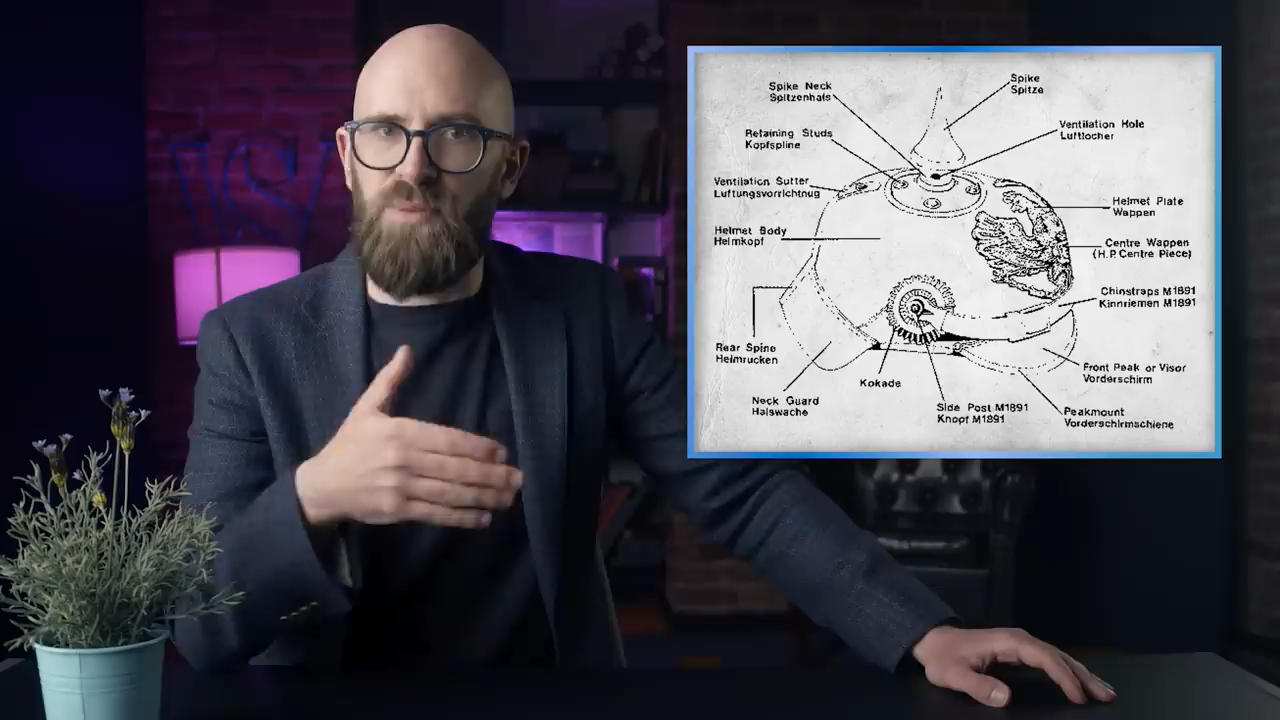 Spike Neck
Spitzenhals
Spike
Spitze
Retaining Studs
Kopfspline
Ventilation Hole
Luftlocher
Ventilation Sutter
Luftungsvorrichtnug
Helmet Plate
Wappen
Helmet Body
Helmkopf
Centre Wappen
(H.P. Centre Piece)
Chinstraps M1891
Kinnriemen M1891
Rear Spine
Helmrucken
Kokade
Front Peak or Visor
Vorderschirm
Neck Guard
Halswache
Side Post M1891
Knopf M1891
Peakmount
Vorderschirmschiene